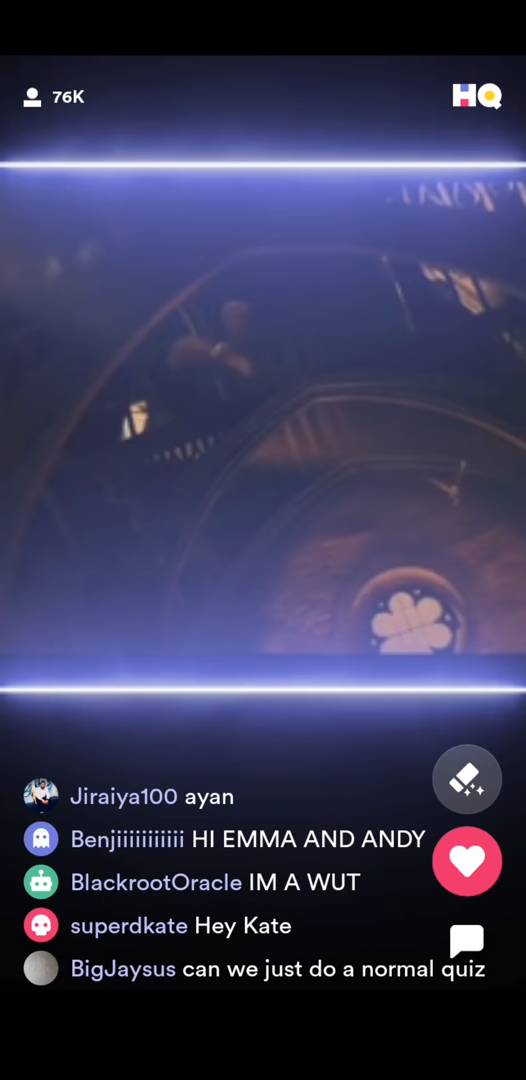 76K
HQ
Jiraiya100 ayan
Benjiiiiiiiiiiii HI EMMA AND ANDY
BlackrootOracle IM A WUT
superdkate Hey Kate
BigJaysus can we just do a normal quiz